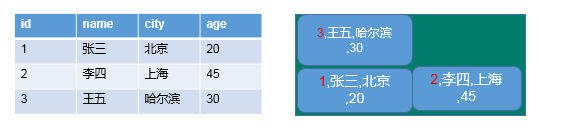 id name city age
1 张三 北京 20
2 李四 上海 45
3 王五 哈尔滨 30
3,王五,哈尔滨
,30
1,张三,北京
,20
2,李四,上海
,45